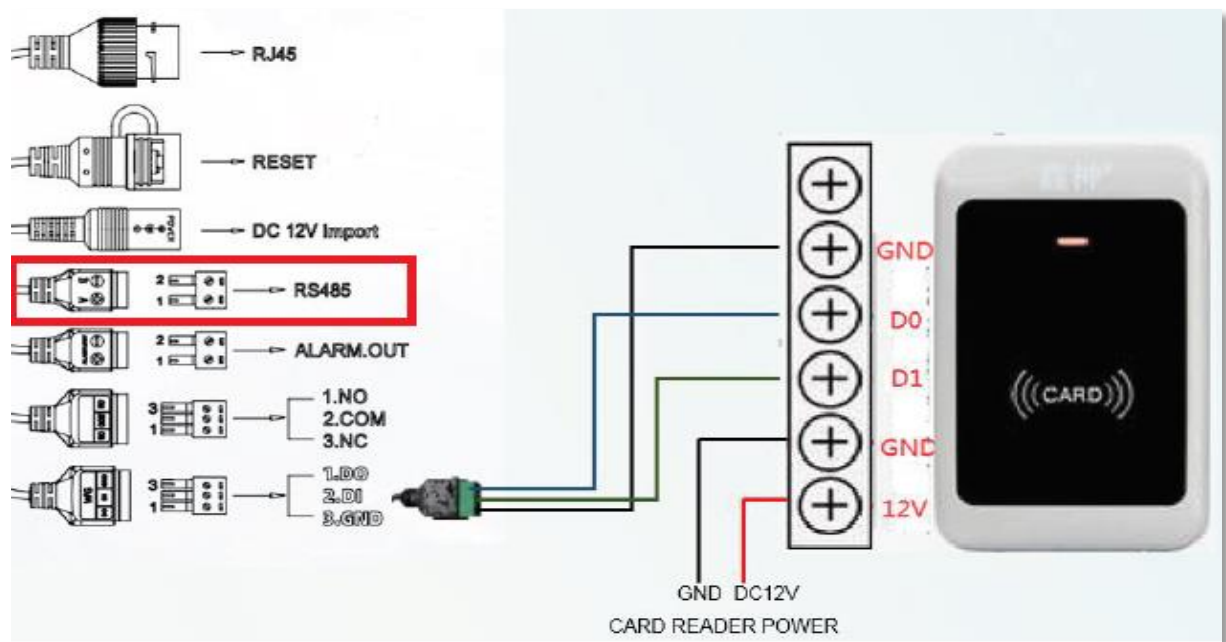 RJ45
RESET
POWER
DC 12V Import
2
1
RS485
2
1
ALARM.OUT
3
1
1.NO
2.COM
3.NC
3
1
1.DO
2.DI
3.GND
GND
D0
D1
GND
12V
CARD
GND DC12V
CARD READER POWER